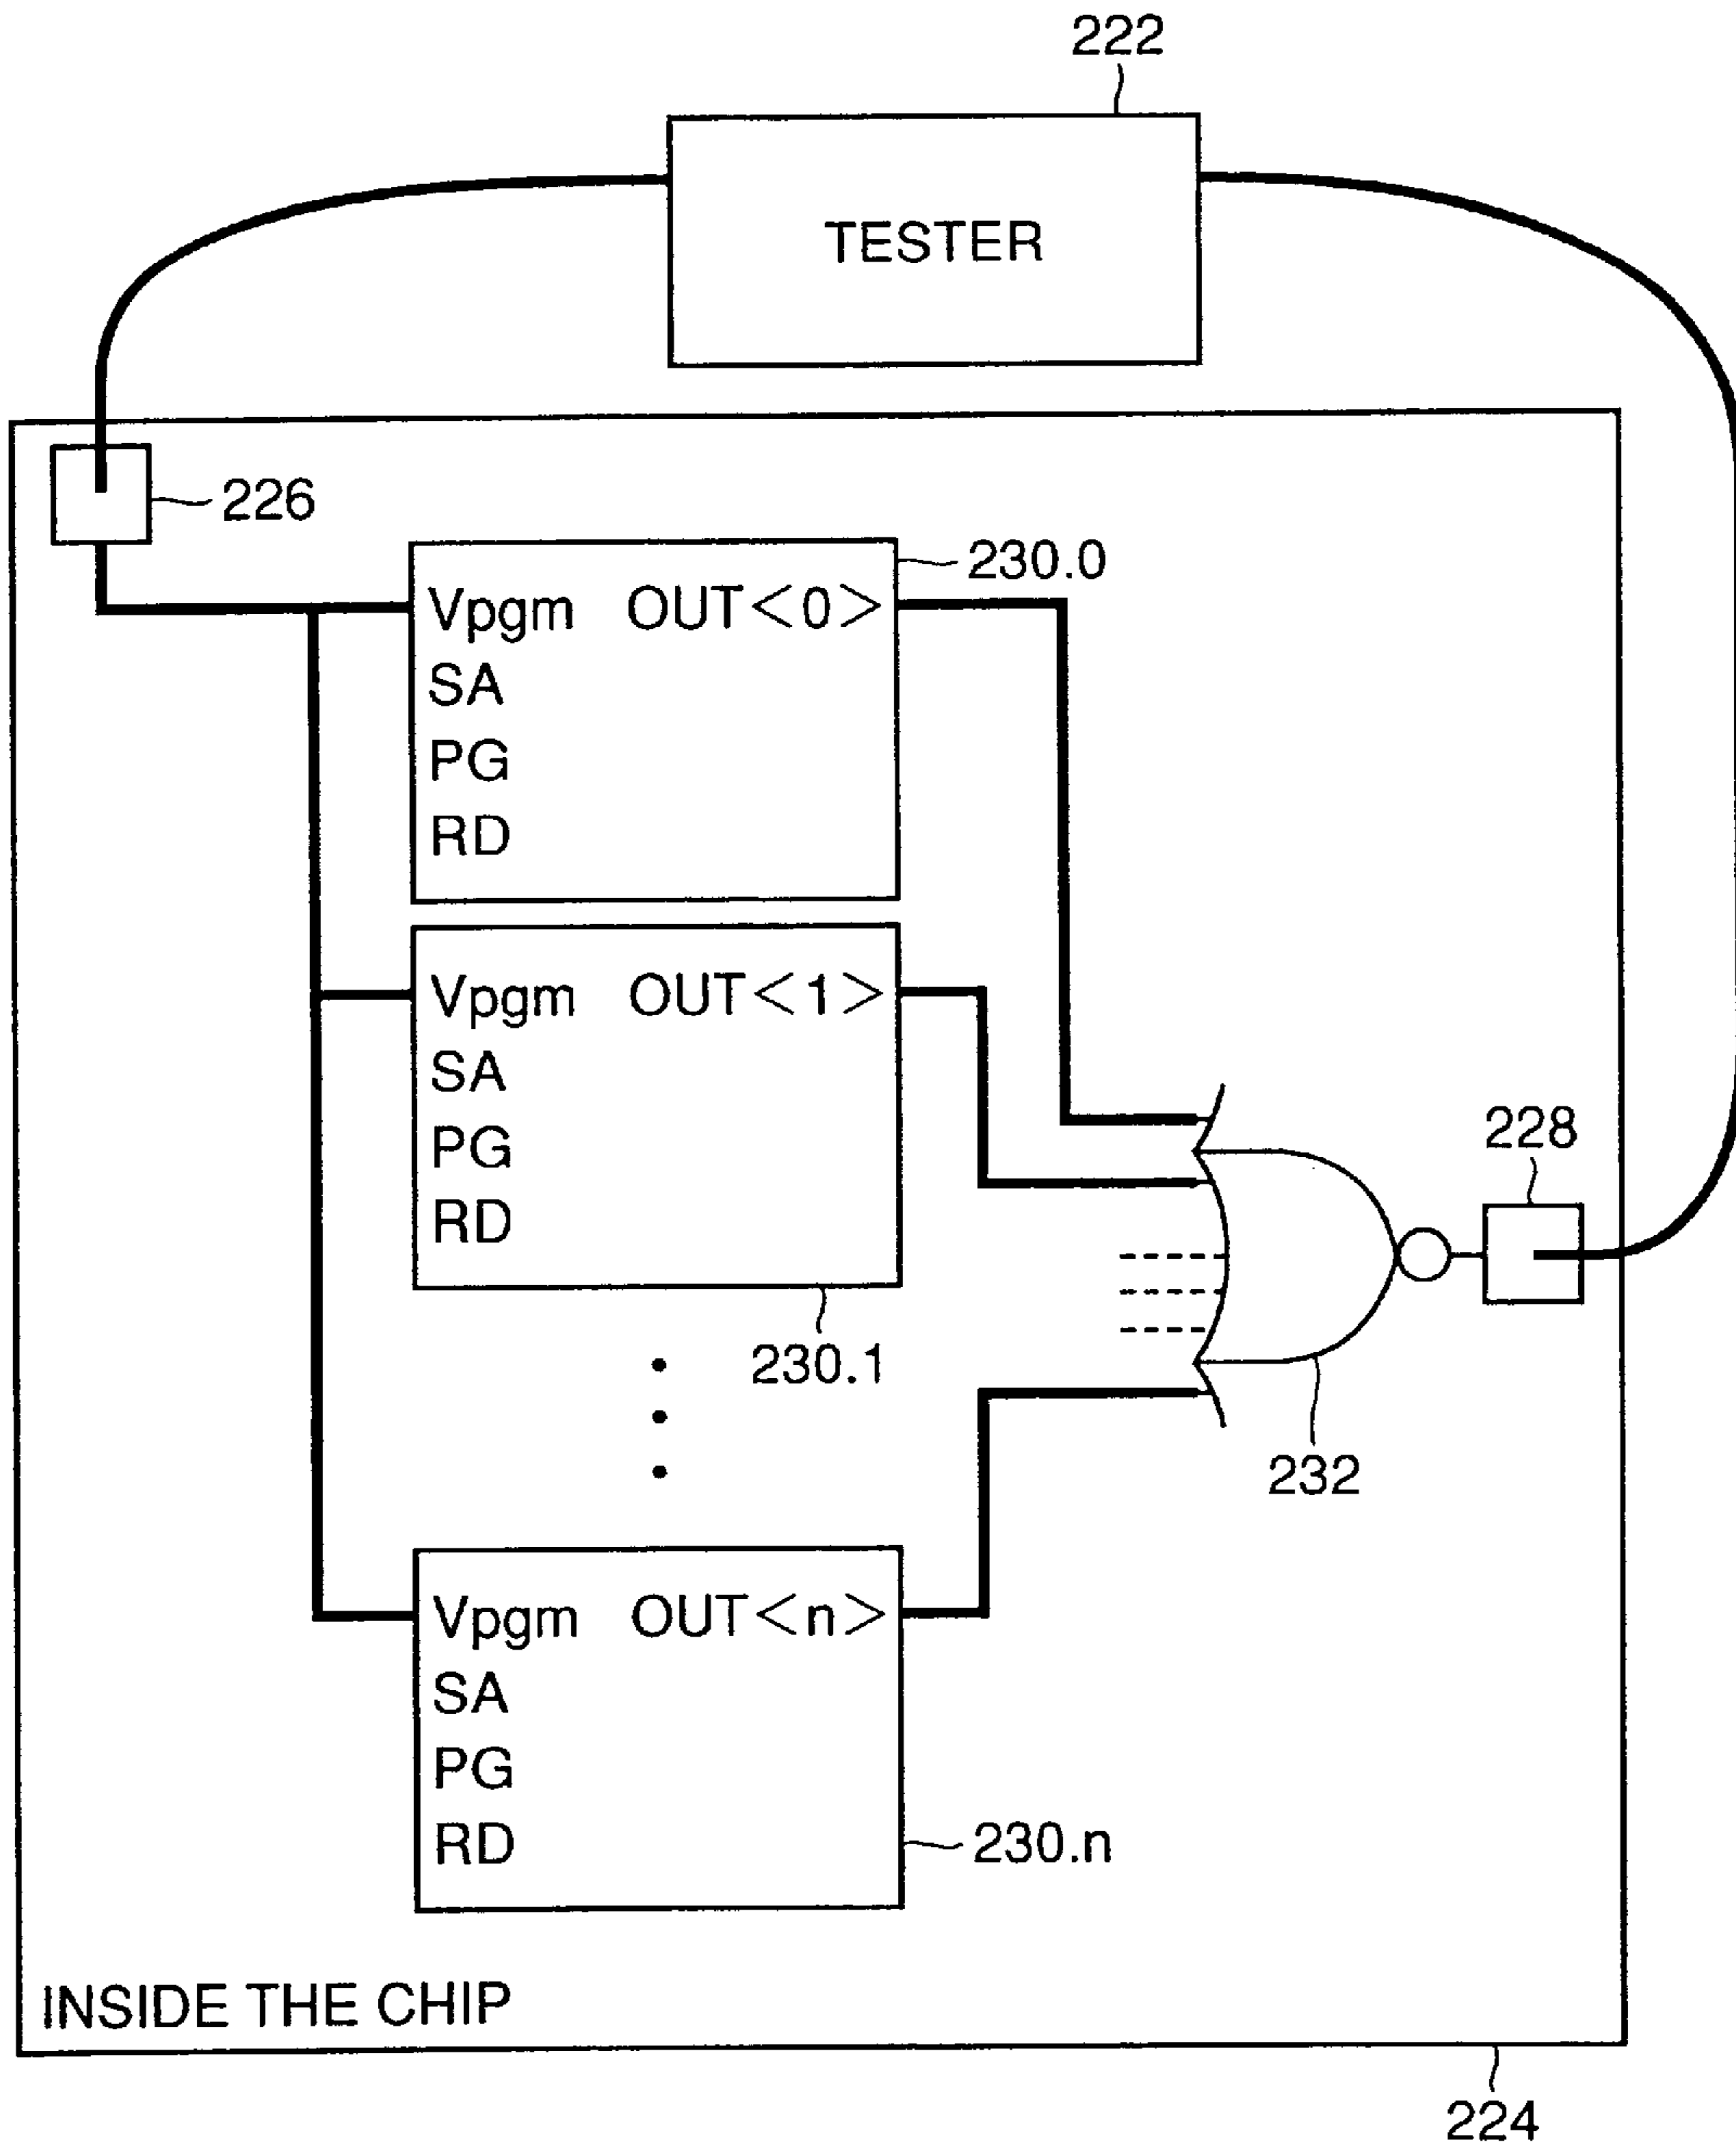 222
TESTER
226
230.0
Vpgm OUT<0>
SA
PG
RD
Vpgm OUT<1>
SA
PG
RD
230.1
228
232
Vpgm OUT<n>
SA
PG
RD
230.n
INSIDE THE CHIP
224